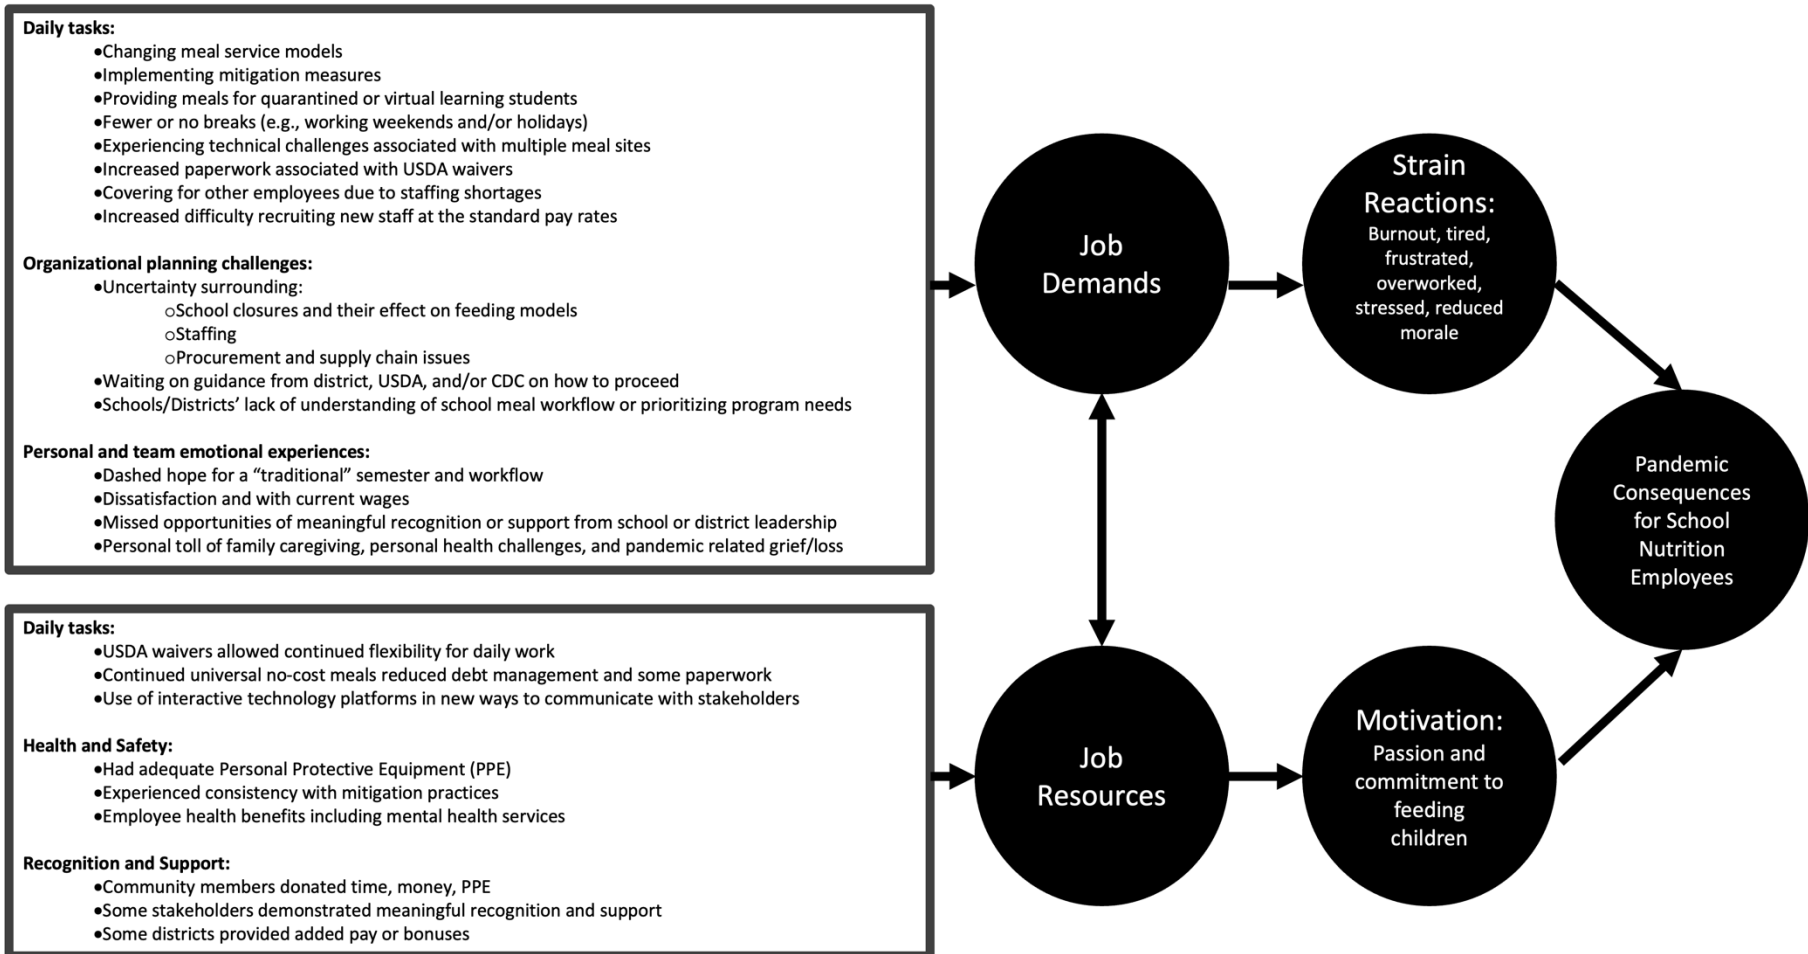 Daily tasks:
•Changing meal service models
•Implementing mitigation measures
•Providing meals for quarantined or virtual learning students
•Fewer or no breaks (e.g., working weekends and/or holidays)
•Experiencing technical challenges associated with multiple meal sites
•Increased paperwork associated with USDA waivers
•Covering for other employees due to staffing shortages
•Increased difficulty recruiting new staff at the standard pay rates
Organizational planning challenges:
•Uncertainty surrounding:
oSchool closures and their effect on feeding models
oStaffing
oProcurement and supply chain issues
•Waiting on guidance from district, USDA, and/or CDC on how to proceed
•Schools/Districts’ lack of understanding of school meal workflow or prioritizing program needs
Personal and team emotional experiences:
•Dashed hope for a “traditional” semester and workflow
•Dissatisfaction and with current wages
•Missed opportunities of meaningful recognition or support from school or district leadership
•Personal toll of family caregiving, personal health challenges, and pandemic related grief/loss
Daily tasks:
•USDA waivers allowed continued flexibility for daily work
•Continued universal no-cost meals reduced debt management and some paperwork
•Use of interactive technology platforms in new ways to communicate with stakeholders
Health and Safety:
•Had adequate Personal Protective Equipment (PPE)
•Experienced consistency with mitigation practices
•Employee health benefits including mental health services
Recognition and Support:
•Community members donated time, money, PPE
•Some stakeholders demonstrated meaningful recognition and support
•Some districts provided added pay or bonuses
Job
Demands
Strain
Reactions:
Burnout, tired,
frustrated,
overworked,
stressed, reduced
morale
Job
Resources
Motivation:
Passion and
commitment to
feeding
children
Pandemic
Consequences
for School
Nutrition
Employees